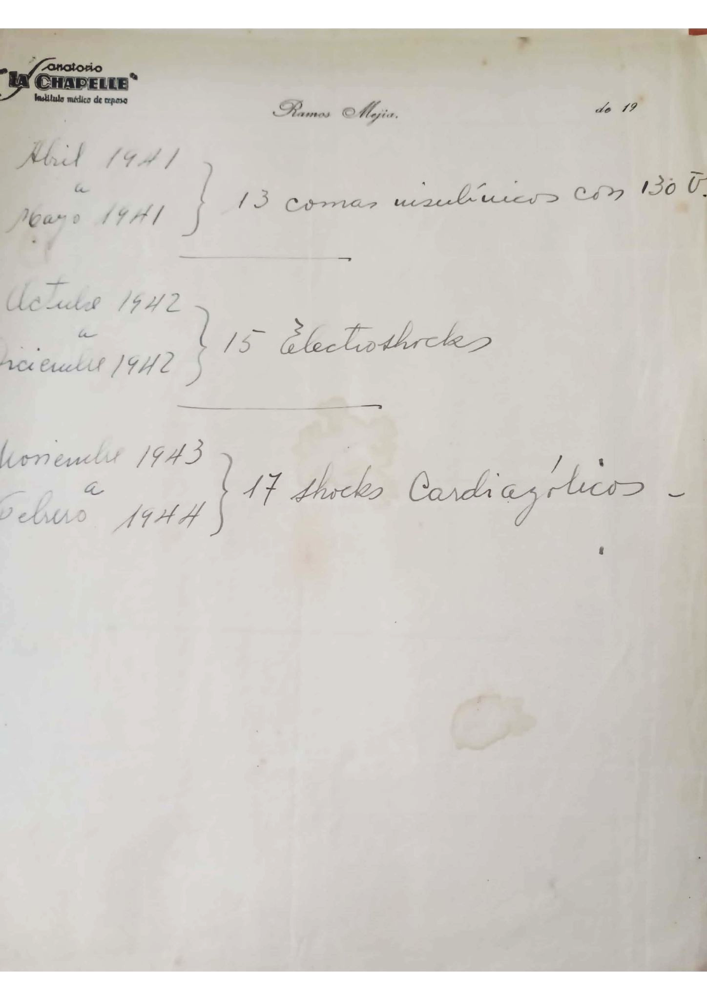 Sanatorio
"LA CHAPELLE"
Instituto médico de reposo
Ramos Mejia. de 19
Abril 1941
a
Mayo 1941
13 comas insulínicos con 130 U.
Octubre 1942
a
Diciembre 1942
15 Electroshocks
Noviembre 1943
a
Febrero 1944
17 shocks Cardiazólicos -